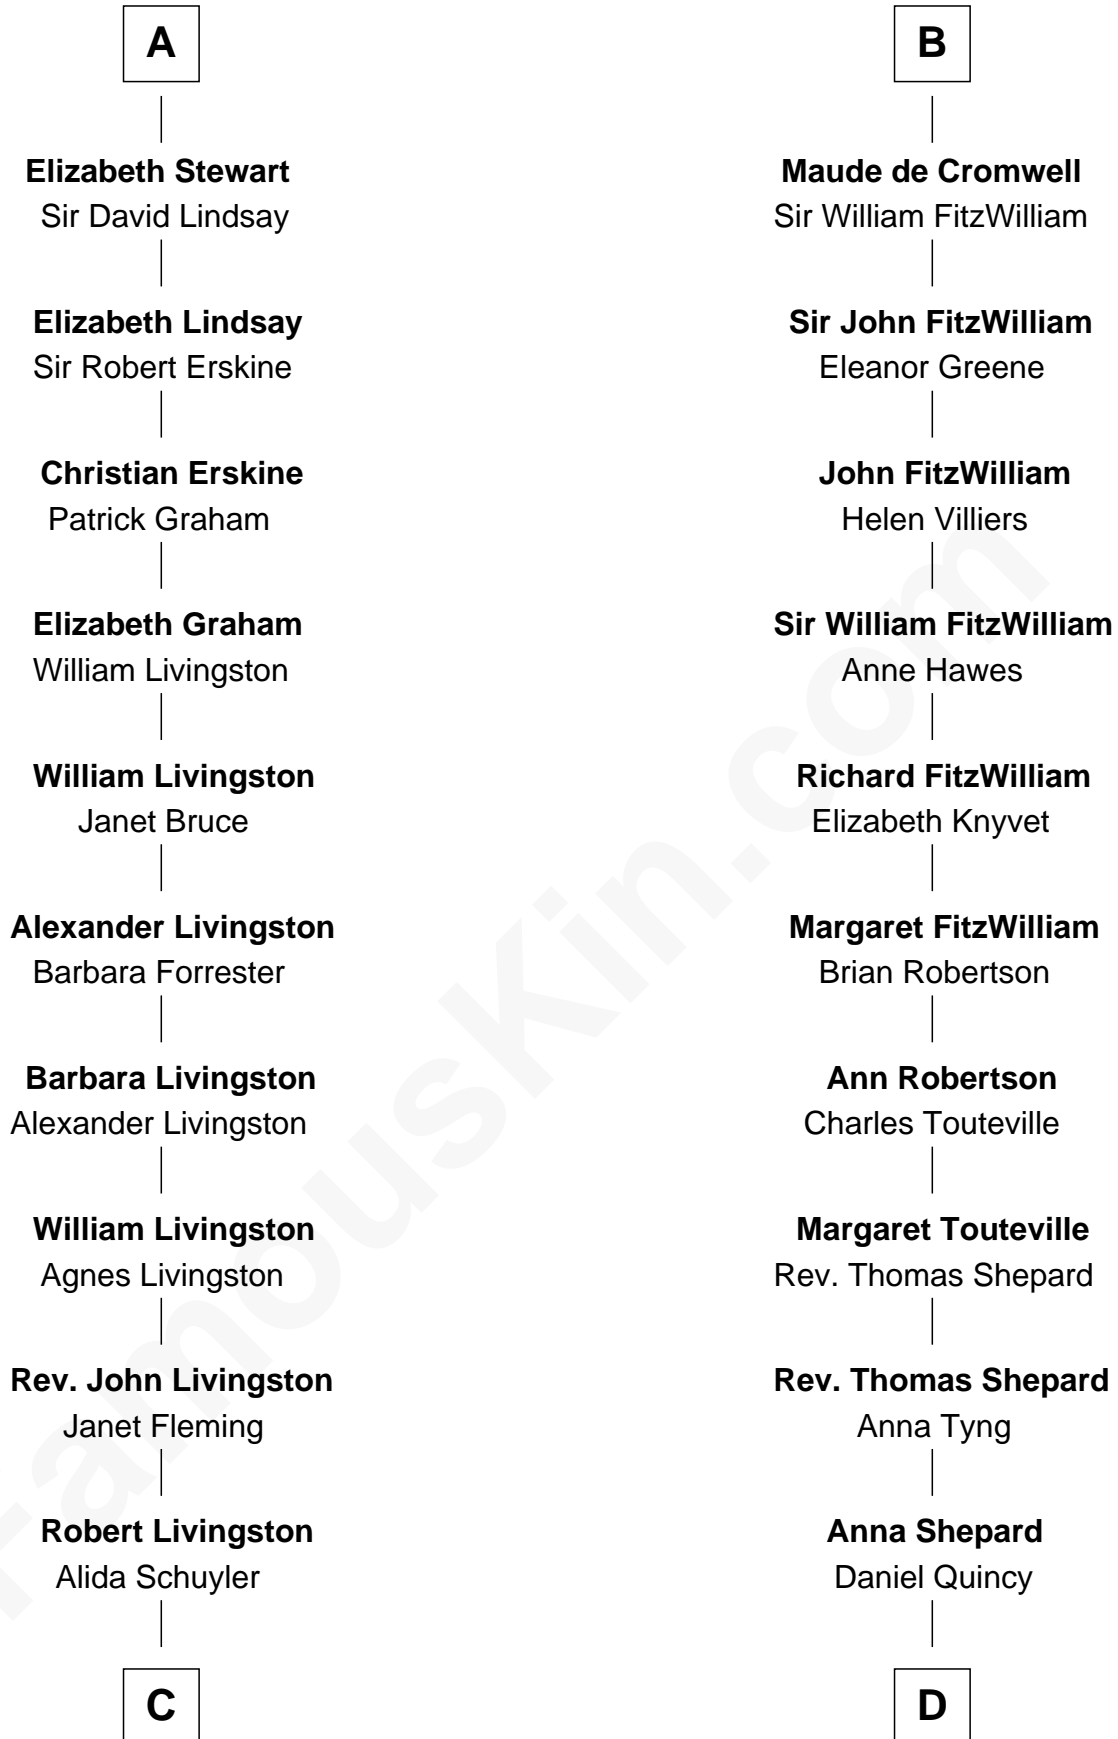 A
Elizabeth Stewart
Sir David Lindsay
Elizabeth Lindsay
Sir Robert Erskine
Christian Erskine
Patrick Graham
Elizabeth Graham
William Livingston
William Livingston
Janet Bruce
Alexander Livingston
Barbara Forrester
Barbara Livingston
Alexander Livingston
William Livingston
Agnes Livingston
Rev. John Livingston
Janet Fleming
Robert Livingston
Alida Schuyler
C
B
Maude de Cromwell
Sir William FitzWilliam
Sir John FitzWilliam
Eleanor Greene
John FitzWilliam
Helen Villiers
Sir William FitzWilliam
Anne Hawes
Richard FitzWilliam
Elizabeth Knyvet
Margaret FitzWilliam
Brian Robertson
Ann Robertson
Charles Touteville
Margaret Touteville
Rev. Thomas Shepard
Rev. Thomas Shepard
Anna Tyng
Anna Shepard
Daniel Quincy
D
FamousKin.com